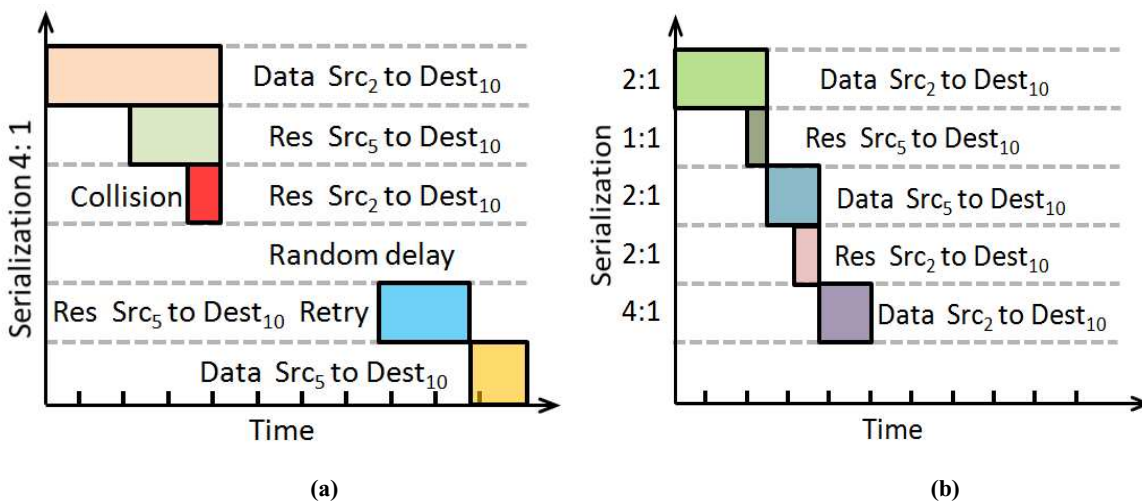 Serialization 4: 1
Data Src2 to Dest10
Res Src5 to Dest10
Collision
Res Src2 to Dest10
Random delay
Res Src5 to Dest10 Retry
Data Src5 to Dest10
Time
(a)
Serialization
2:1
Data Src2 to Dest10
1:1
Res Src5 to Dest10
2:1
Data Src5 to Dest10
2:1
Res Src2 to Dest10
4:1
Data Src2 to Dest10
Time
(b)